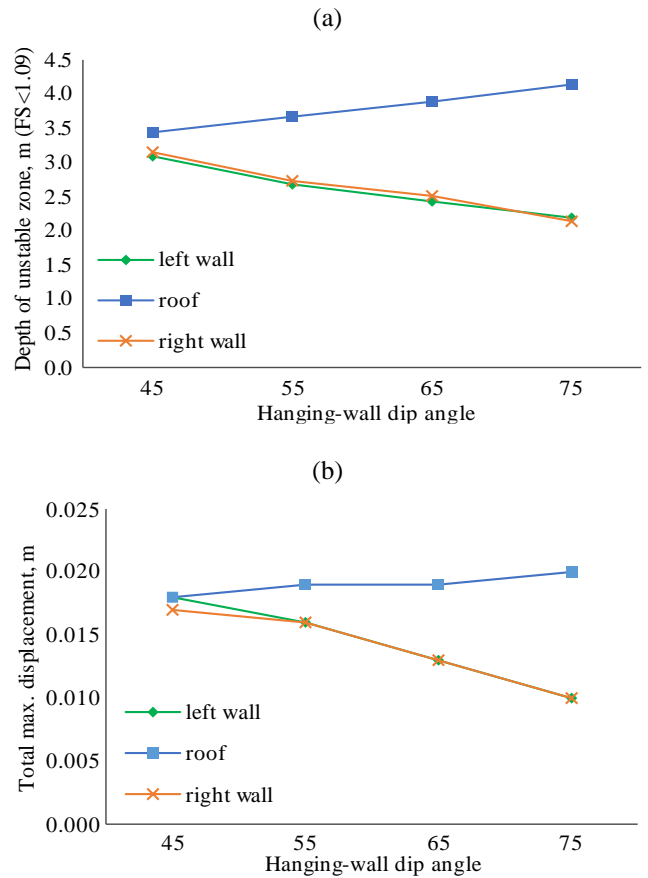 (a)
Depth of unstable zone, m (FS<1.09)
4.5
4.0
3.5
3.0
2.5
2.0
1.5
1.0
0.5
0.0
left wall
roof
right wall
45 55 65 75
Hanging-wall dip angle
(b)
Total max. displacement, m
0.025
0.020
0.015
0.010
0.005
0.000
left wall
roof
right wall
45 55 65 75
Hanging-wall dip angle